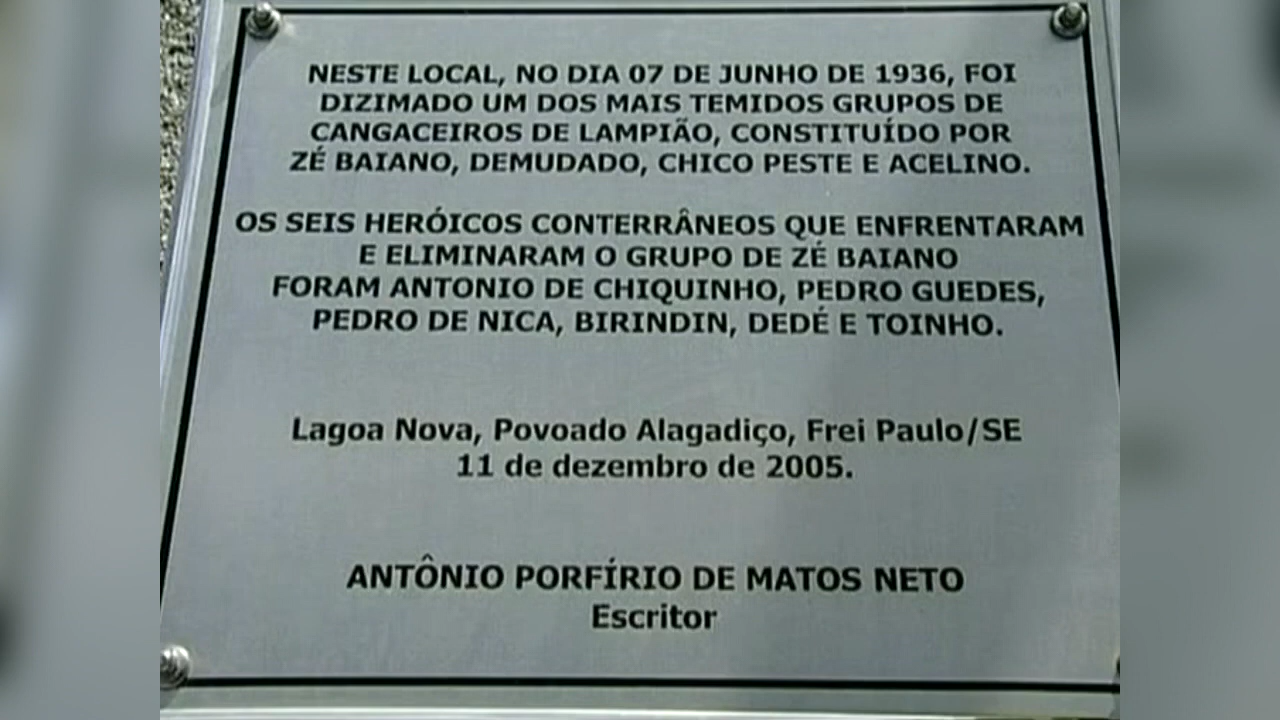 NESTE LOCAL, NO DIA 07 DE JUNHO DE 1936, FOI
DIZIMADO UM DOS MAIS TEMIDOS GRUPOS DE
CANGACEIROS DE LAMPIÃO, CONSTITUÍDO POR
ZÉ BAIANO, DEMUDADO, CHICO PESTE E ACELINO.
OS SEIS HERÓICOS CONTERRÂNEOS QUE ENFRENTARAM
E ELIMINARAM O GRUPO DE ZÉ BAIANO
FORAM ANTONIO DE CHIQUINHO, PEDRO GUEDES,
PEDRO DE NICA, BIRINDIN, DEDÉ E TOINHO.
Lagoa Nova, Povoado Alagadiço, Frei Paulo/SE
11 de dezembro de 2005.
ANTÔNIO PORFÍRIO DE MATOS NETO
Escritor